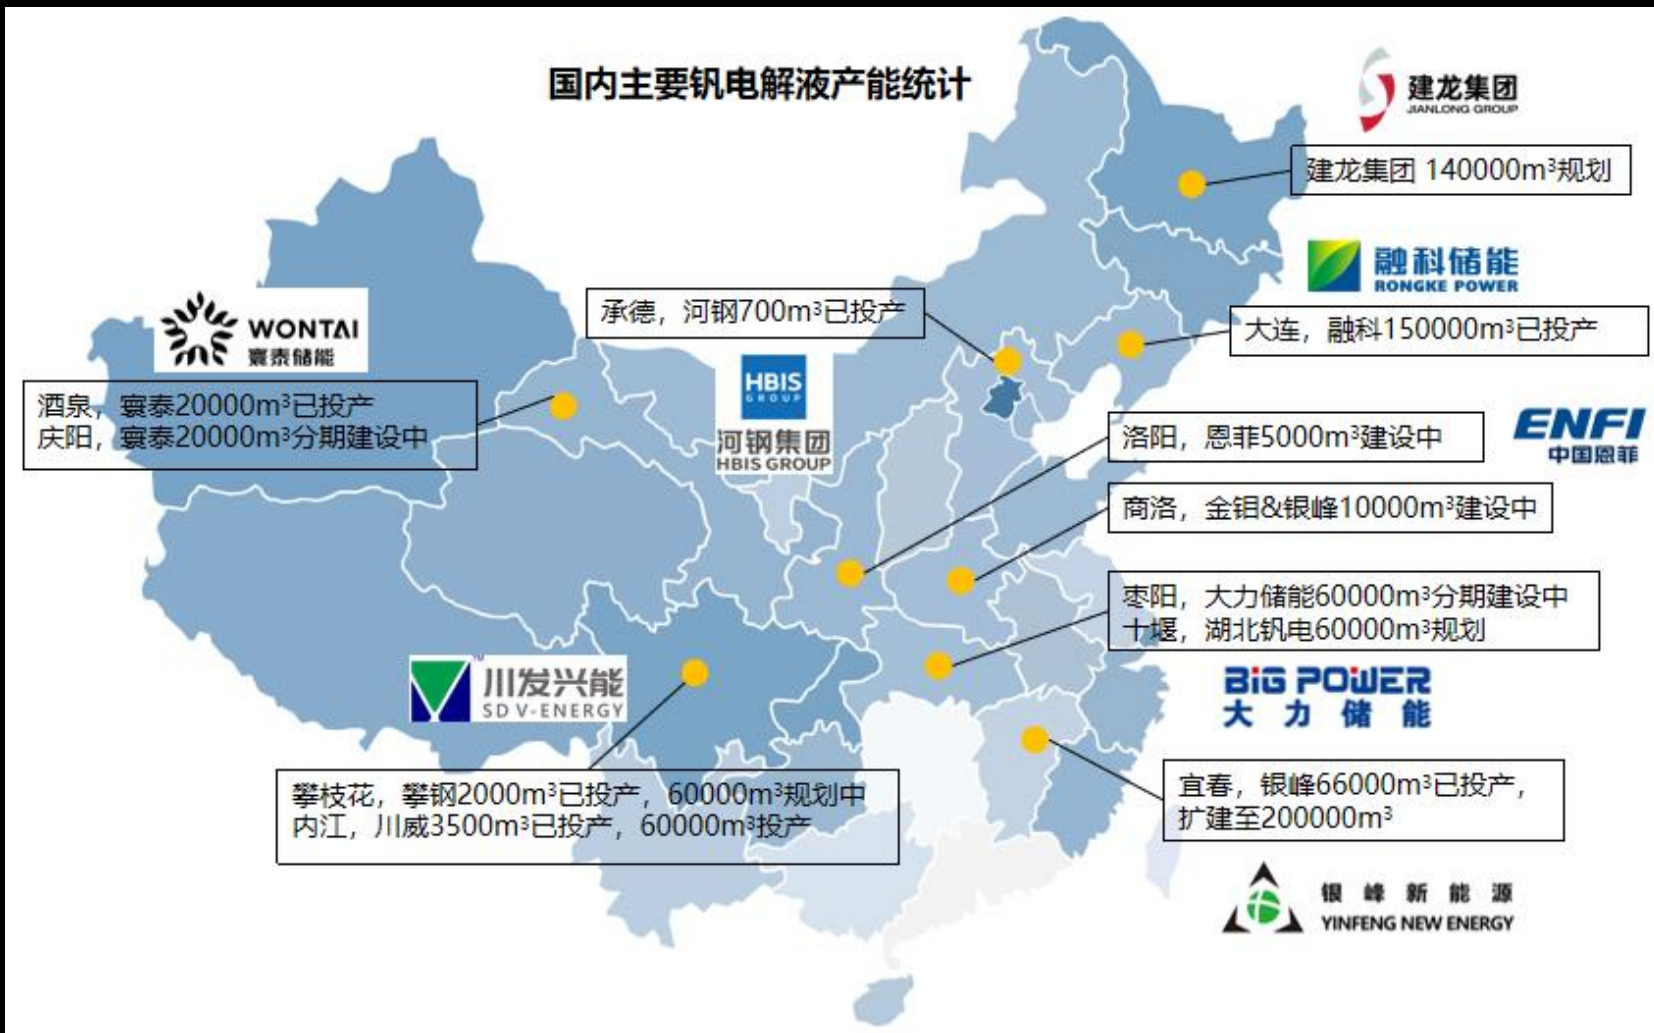 国内主要钒电解液产能统计
建龙集团
JIANLONG GROUP
建龙集团 140000m³规划
融科储能
RONGKE POWER
承德，河钢700m³已投产
大连，融科150000m³已投产
WONTAI
寰泰储能
HBIS
GROUP
河钢集团
HBIS GROUP
酒泉，寰泰20000m³已投产
庆阳，寰泰20000m³分期建设中
洛阳，恩菲5000m³建设中
ENFI
中国恩菲
商洛，金钼&银峰10000m³建设中
枣阳，大力储能60000m³分期建设中
十堰，湖北钒电60000m³规划
川发兴能
SD V-ENERGY
BiG POWER
大力储能
攀枝花，攀钢2000m³已投产，60000m³规划中
内江，川威3500m³已投产，60000m³投产
宜春，银峰66000m³已投产，
扩建至200000m³
银峰新能源
YINFENG NEW ENERGY